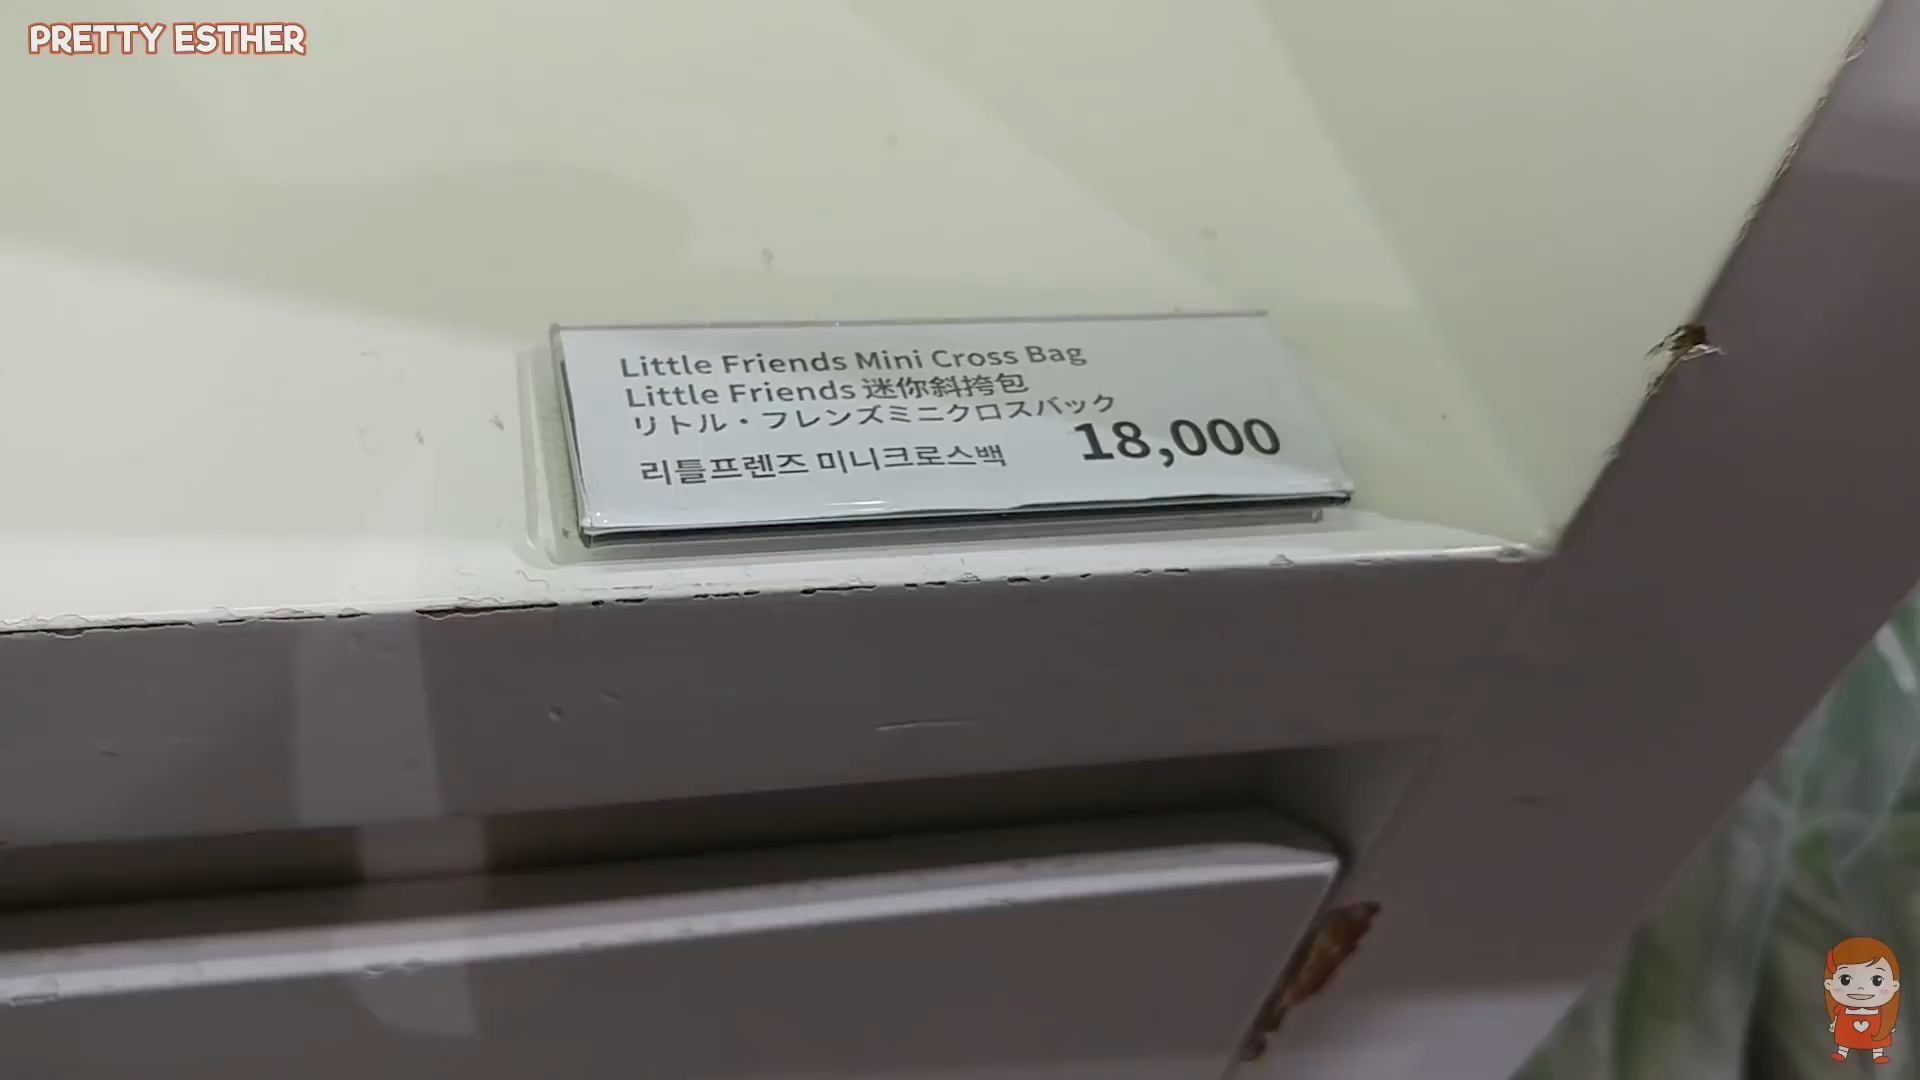 PRETTY ESTHER
Little Friends Mini Cross Bag
Little Friends 迷你斜挎包
リトル・フレンズミニクロスバック
리틀프렌즈 미니크로스백 18,000